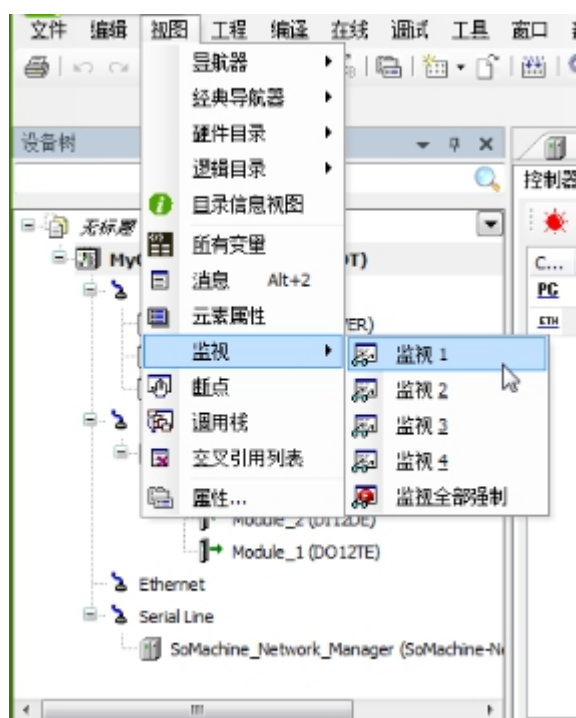 文件 编辑 视图 工程 编译 在线 调试 工具 窗口
设备树
导航器
经典导航器
硬件目录
逻辑目录
目录信息视图
所有变量
消息 Alt+2
元素属性
监视
断点
调用栈
交叉引用列表
属性...
监视 1
监视 2
监视 3
监视 4
监视全部强制
控制器
C...
PC
ETH
无标题
Module_2 (DI12DE)
Module_1 (DO12TE)
Ethernet
Serial Line
SoMachine_Network_Manager (SoMachine-Ne